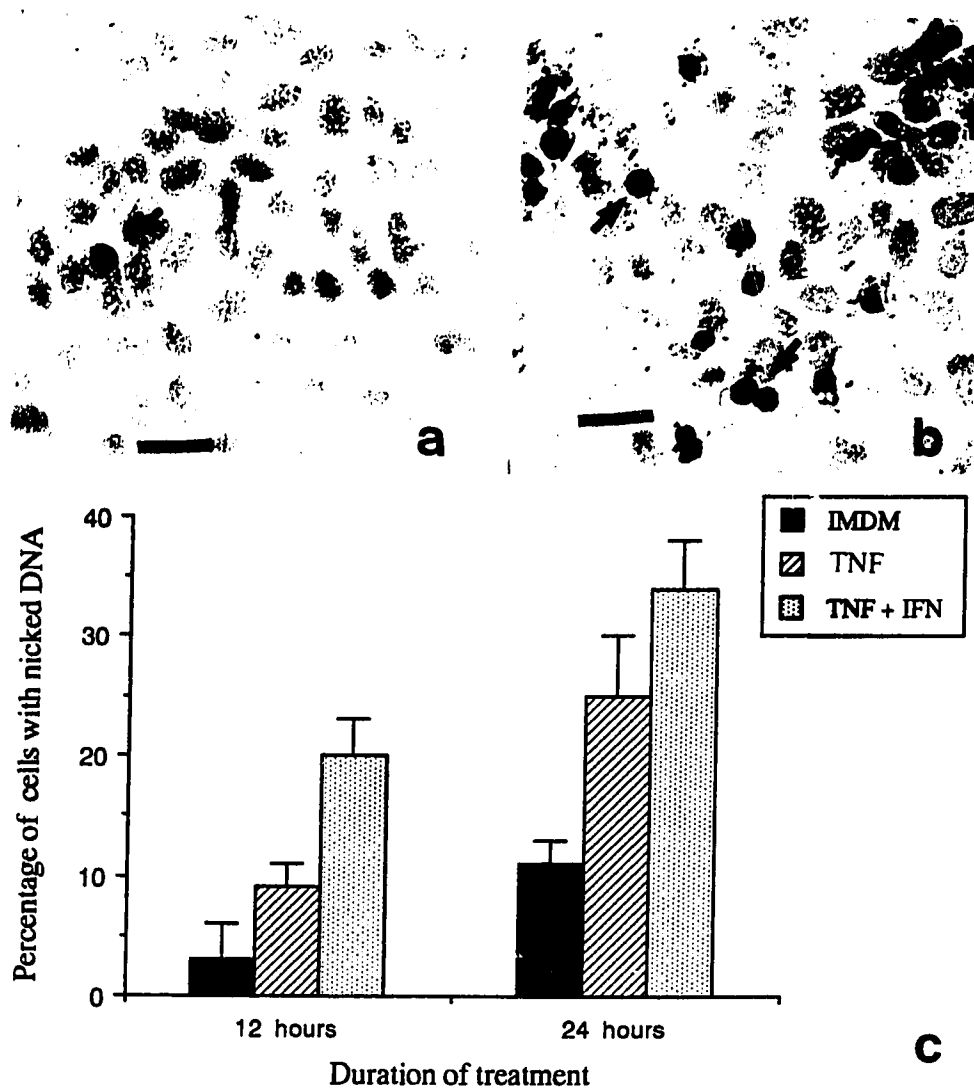 a
b
40
30
20
10
0
Percentage of cells with nicked DNA
IMDM
TNF
TNF + IFN
12 hours
24 hours
Duration of treatment
c